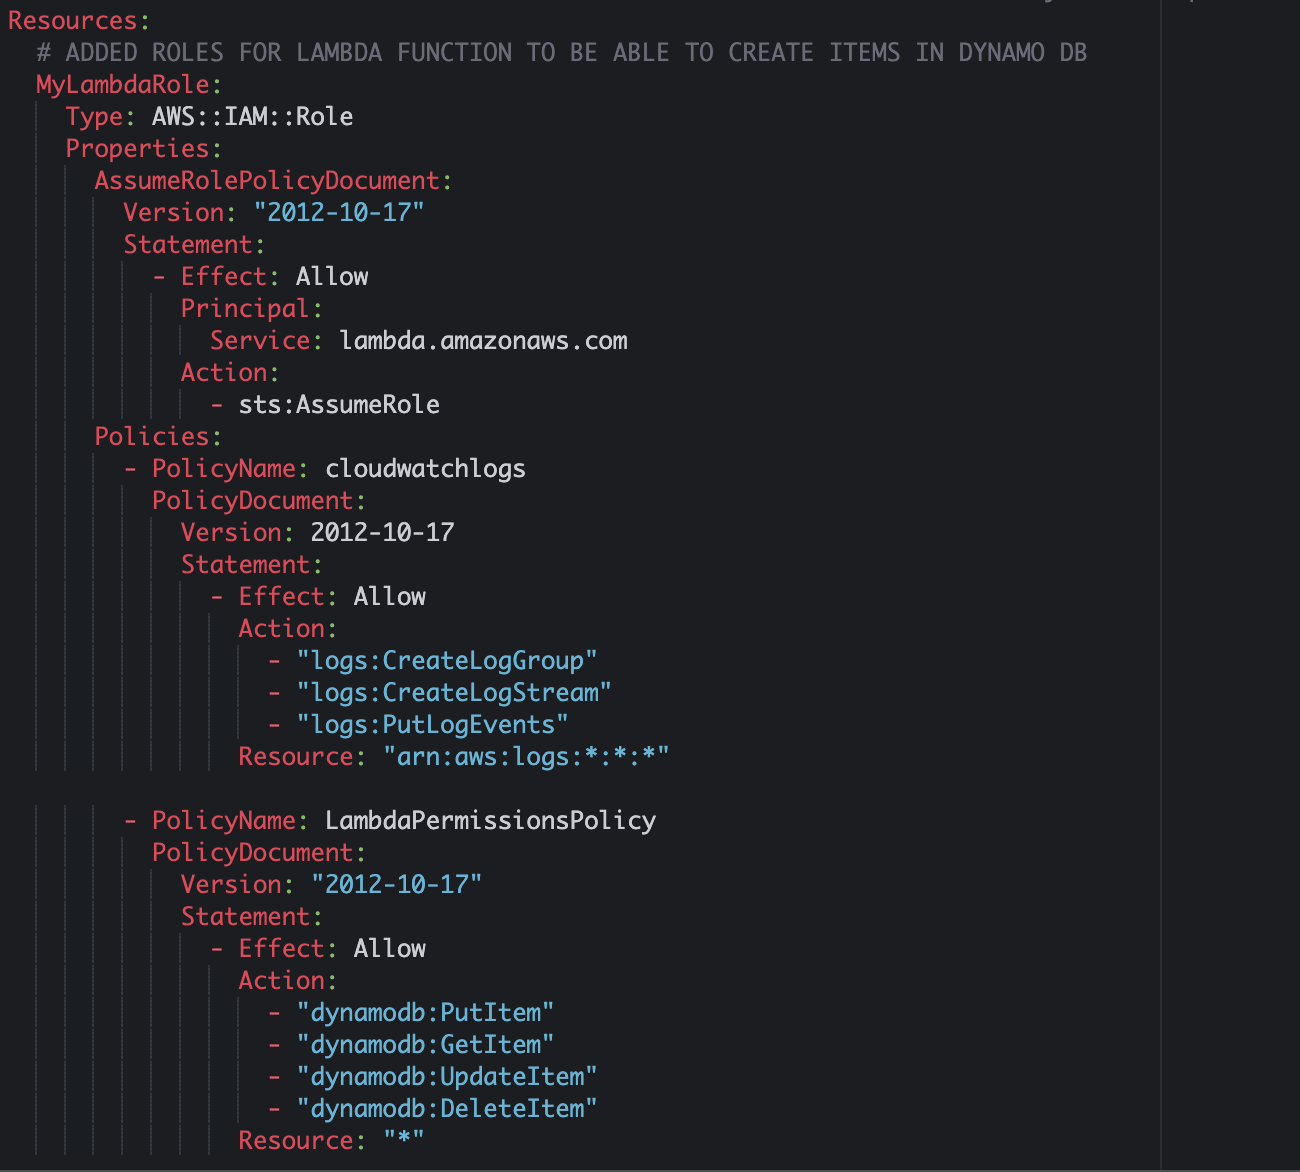 Resources:
# ADDED ROLES FOR LAMBDA FUNCTION TO BE ABLE TO CREATE ITEMS IN DYNAMO DB
MyLambdaRole:
Type: AWS::IAM::Role
Properties:
AssumeRolePolicyDocument:
Version: "2012-10-17"
Statement:
- Effect: Allow
Principal:
Service: lambda.amazonaws.com
Action:
- sts:AssumeRole
Policies:
- PolicyName: cloudwatchlogs
PolicyDocument:
Version: 2012-10-17
Statement:
- Effect: Allow
Action:
- "logs:CreateLogGroup"
- "logs:CreateLogStream"
- "logs:PutLogEvents"
Resource: "arn:aws:logs:*:*:*"
- PolicyName: LambdaPermissionsPolicy
PolicyDocument:
Version: "2012-10-17"
Statement:
- Effect: Allow
Action:
- "dynamodb:PutItem"
- "dynamodb:GetItem"
- "dynamodb:UpdateItem"
- "dynamodb:DeleteItem"
Resource: "*"